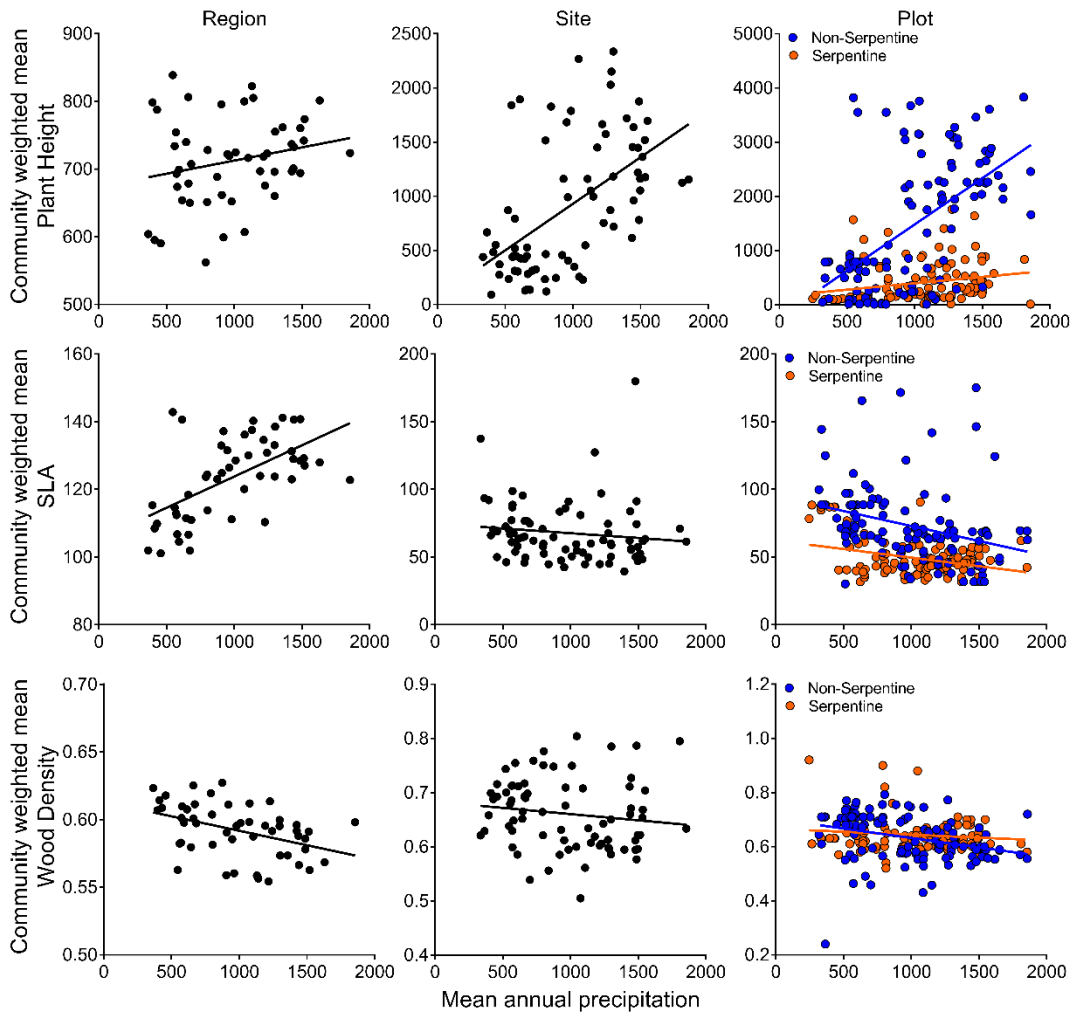 Region
Site
Plot
Community weighted mean
Plant Height
900
800
700
600
500
0 500 1000 1500 2000
2500
2000
1500
1000
500
0
0 500 1000 1500 2000
5000
4000
3000
2000
1000
0
0 500 1000 1500 2000
Non-Serpentine
Serpentine
Community weighted mean
SLA
160
140
120
100
80
0 500 1000 1500 2000
200
150
100
50
0
0 500 1000 1500 2000
200
150
100
50
0
0 500 1000 1500 2000
Non-Serpentine
Serpentine
Community weighted mean
Wood Density
0.70
0.65
0.60
0.55
0.50
0 500 1000 1500 2000
0.9
0.8
0.7
0.6
0.5
0.4
0 500 1000 1500 2000
1.2
1.0
0.8
0.6
0.4
0.2
0 500 1000 1500 2000
Non-Serpentine
Serpentine
Mean annual precipitation